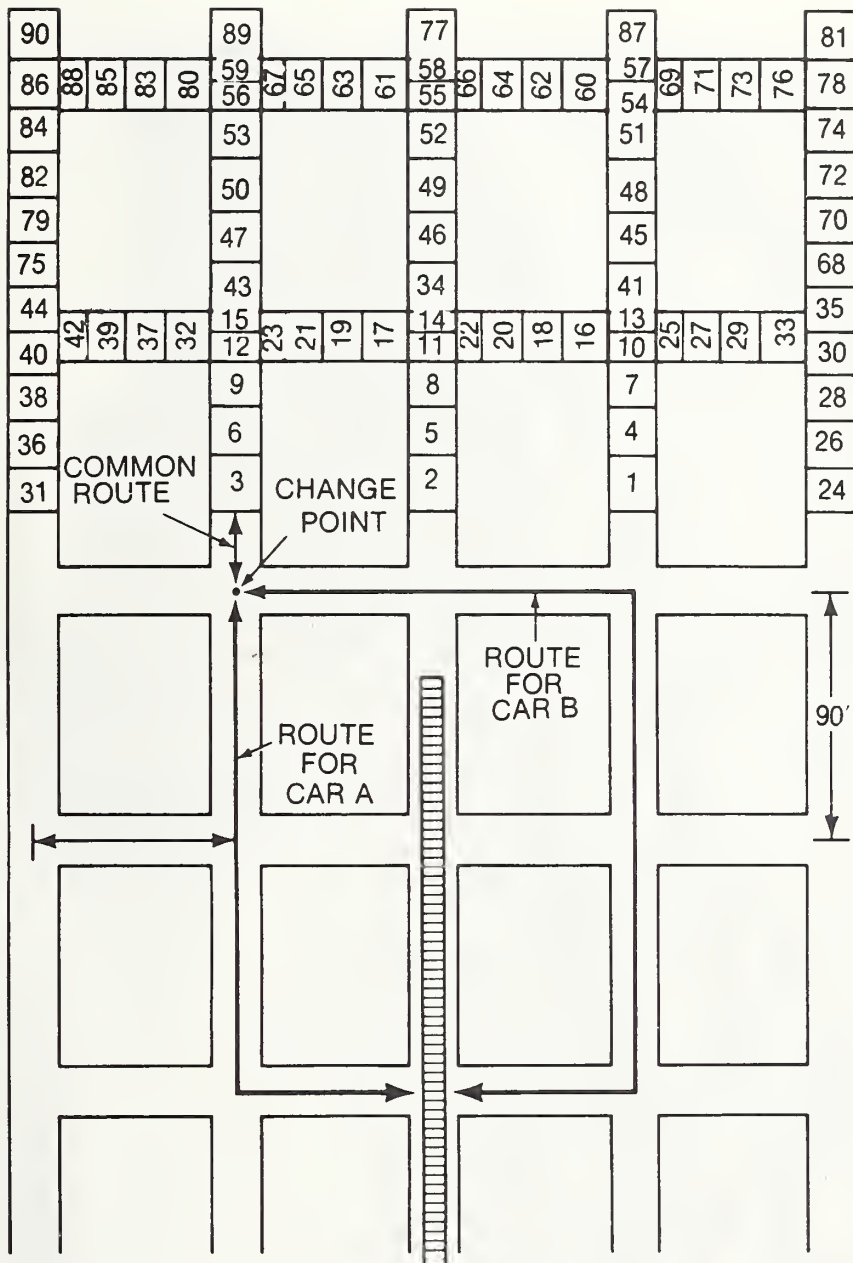 90 89 77 87 81
86 88 85 83 80 59 67 65 63 61 58 66 64 62 60 57 69 71 73 76 78
56 55 54
84 53 52 51 74
82 50 49 48 72
79 47 46 45 70
75 43 34 41 68
44 42 39 37 32 15 23 21 19 17 14 22 20 18 16 13 25 27 29 33 35
40 12 11 10 30
38 9 8 7 28
36 6 5 4 26
31 3 2 1 24
COMMON
ROUTE
CHANGE
POINT
ROUTE
FOR
CAR B
90'
ROUTE
FOR
CAR A